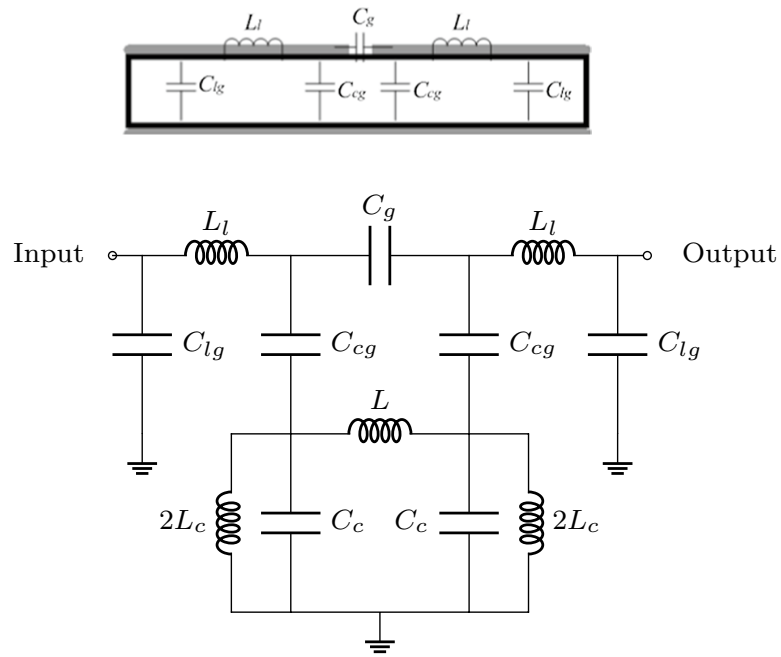 C_g
L_l L_l
C_lg C_cg C_cg C_lg
C_g
L_l L_l
Input Output
C_lg C_cg C_cg C_lg
L
2L_c C_c C_c 2L_c